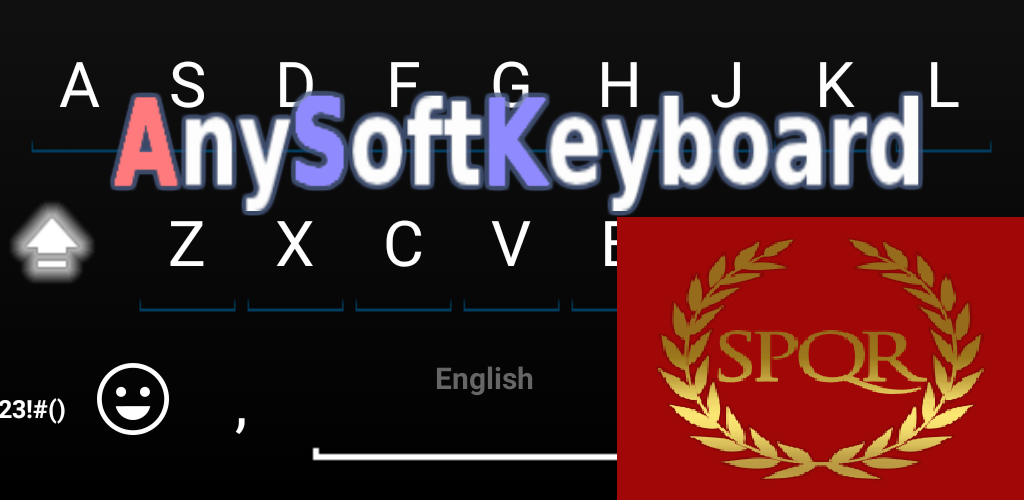 A S D F G H J K L
AnySoftKeyboard
Z X C V
SPQR
English
23!#() ,